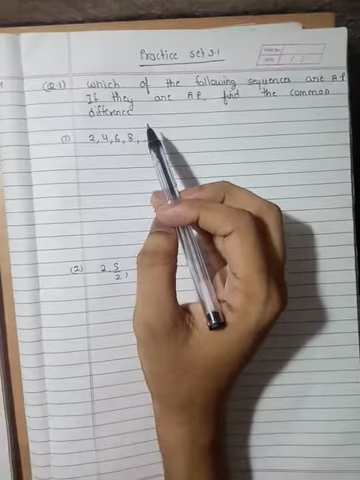 Practice set 3.1
Q.1) Which of the following sequences are A.P.
If they are A.P, find the common
difference
(1) 2, 4, 6, 8,
(2) 2, 5/2,